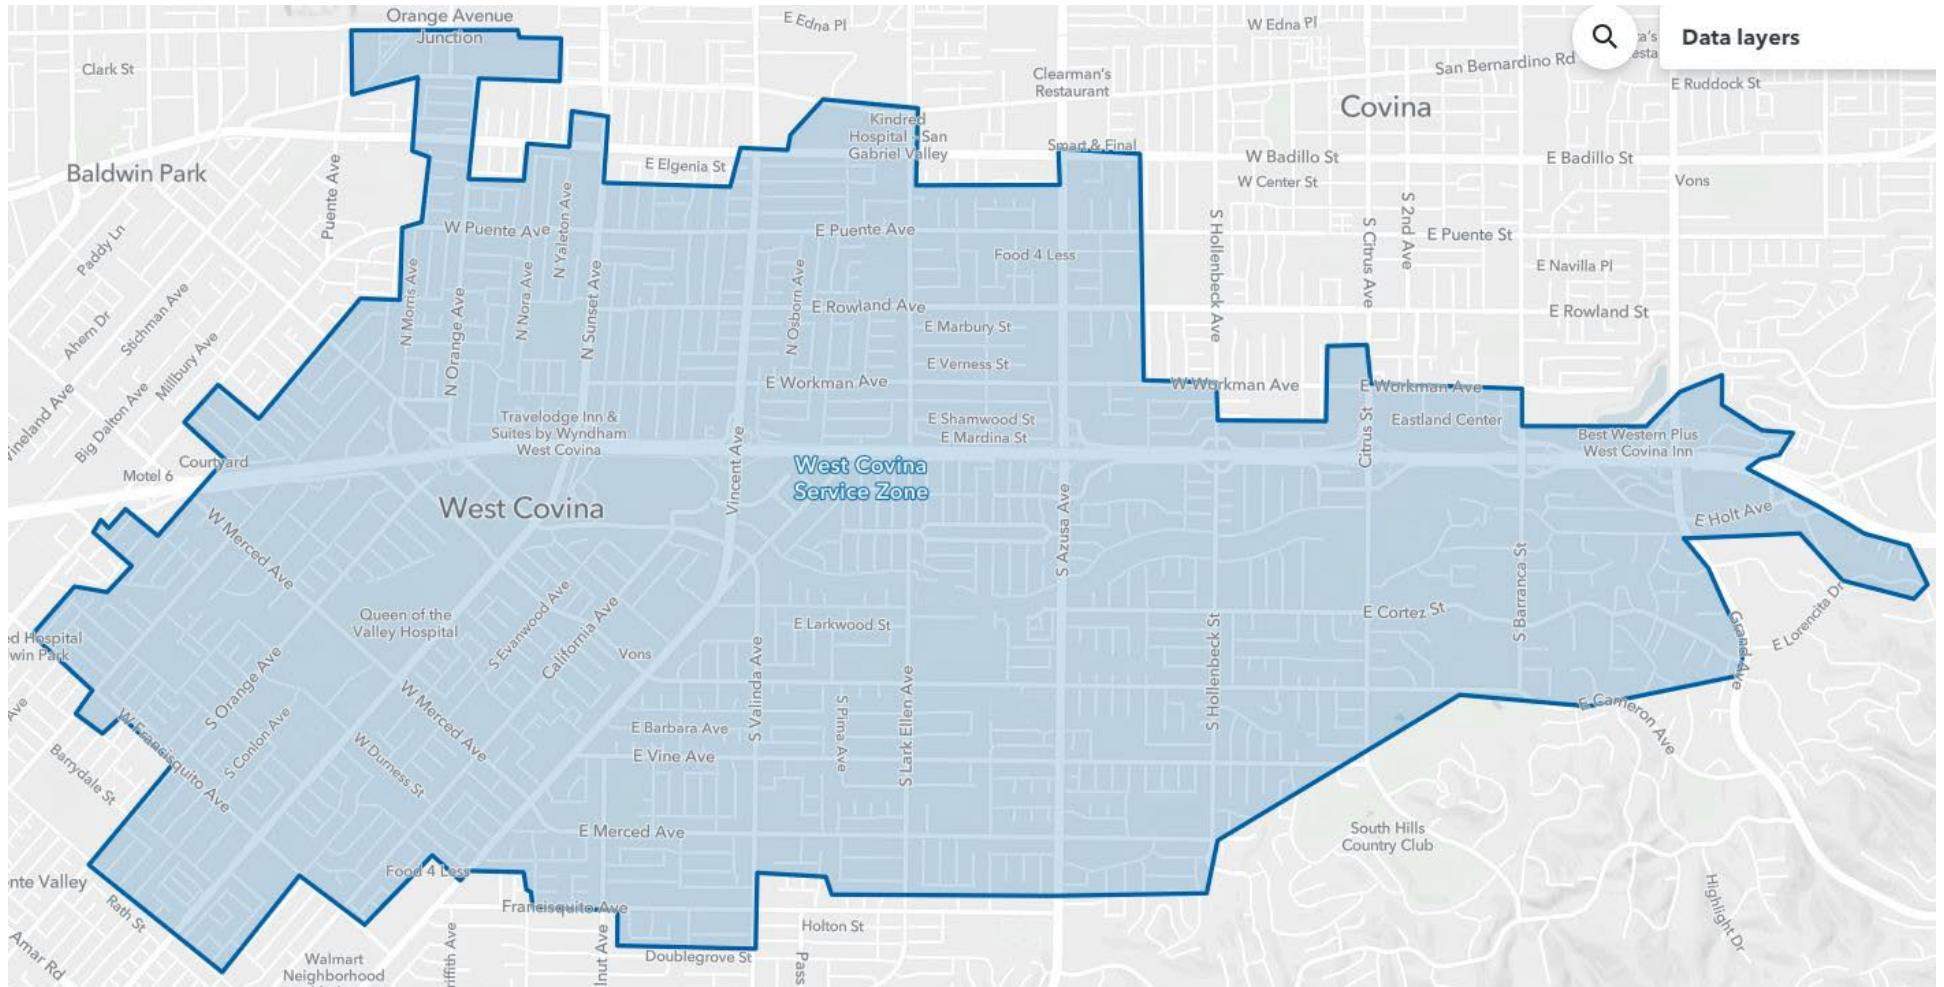 Orange Avenue
Junction
E Edna Pl
W Edna Pl
Data layers
Clark St
Clearman's
Restaurant
San Bernardino Rd
E Ruddock St
Covina
Kindred
Hospital - San
Gabriel Valley
Smart & Final
W Badillo St
E Badillo St
E Elgenia St
Baldwin Park
Puente Ave
W Center St
Vons
N Yaleton Ave
S Hollenbeck Ave
S Citrus Ave
S 2nd Ave
W Puente Ave
E Puente Ave
E Puente St
Paddy Ln
Food 4 Less
E Navilla Pl
N Morris Ave
N Orange Ave
N Nora Ave
N Sunset Ave
N Osborn Ave
E Rowland Ave
E Rowland St
Ahern Dr
Stichman Ave
Millbury Ave
E Marbury St
E Verness St
E Workman Ave
W Workman Ave
E Workman Ave
Big Dalton Ave
Travelodge Inn &
Suites by Wyndham
West Covina
E Shamwood St
E Mardina St
Citrus St
Eastland Center
Best Western Plus
West Covina Inn
Motel 6
Courtyard
Vincent Ave
West Covina
Service Zone
West Covina
S Azusa Ave
E Holt Ave
W Merced Ave
S Barranca St
Queen of the
Valley Hospital
S Evanwood Ave
California Ave
E Larkwood St
E Cortez St
S Hollenbeck St
Grand Ave
E Lorencita Dr
Vons
S Orange Ave
S Valinda Ave
S Lark Ellen Ave
S Pima Ave
W Merced Ave
W Francisquito Ave
S Conlon Ave
W Durness St
E Barbara Ave
E Vine Ave
E Cameron Ave
Barrydale St
E Merced Ave
South Hills
Country Club
Food 4 Less
Rath St
Francisquito Ave
Highlight Dr
Holton St
Amar Rd
Walmart
Neighborhood
Doublegrove St